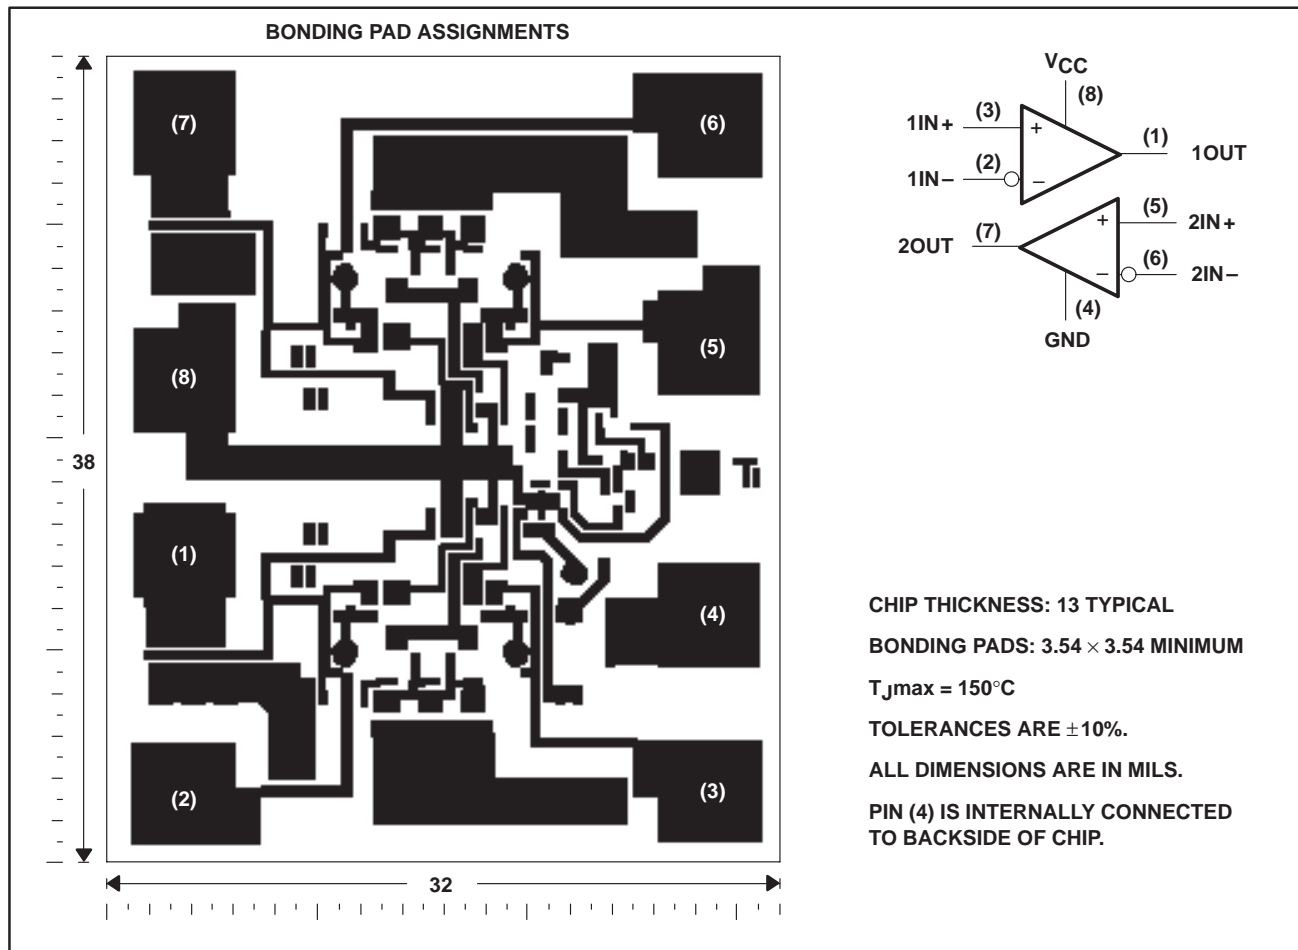 BONDING PAD ASSIGNMENTS
(7)
(6)
(5)
(8)
38
TI
(1)
(4)
(2)
(3)
32
VCC
(8)
1IN+
(3)
+
(1)
1OUT
1IN−
(2)
−
+
(5)
2IN+
2OUT
(7)
−
(6)
2IN−
(4)
GND
CHIP THICKNESS: 13 TYPICAL
BONDING PADS: 3.54 × 3.54 MINIMUM
TJmax = 150°C
TOLERANCES ARE ±10%.
ALL DIMENSIONS ARE IN MILS.
PIN (4) IS INTERNALLY CONNECTED
TO BACKSIDE OF CHIP.